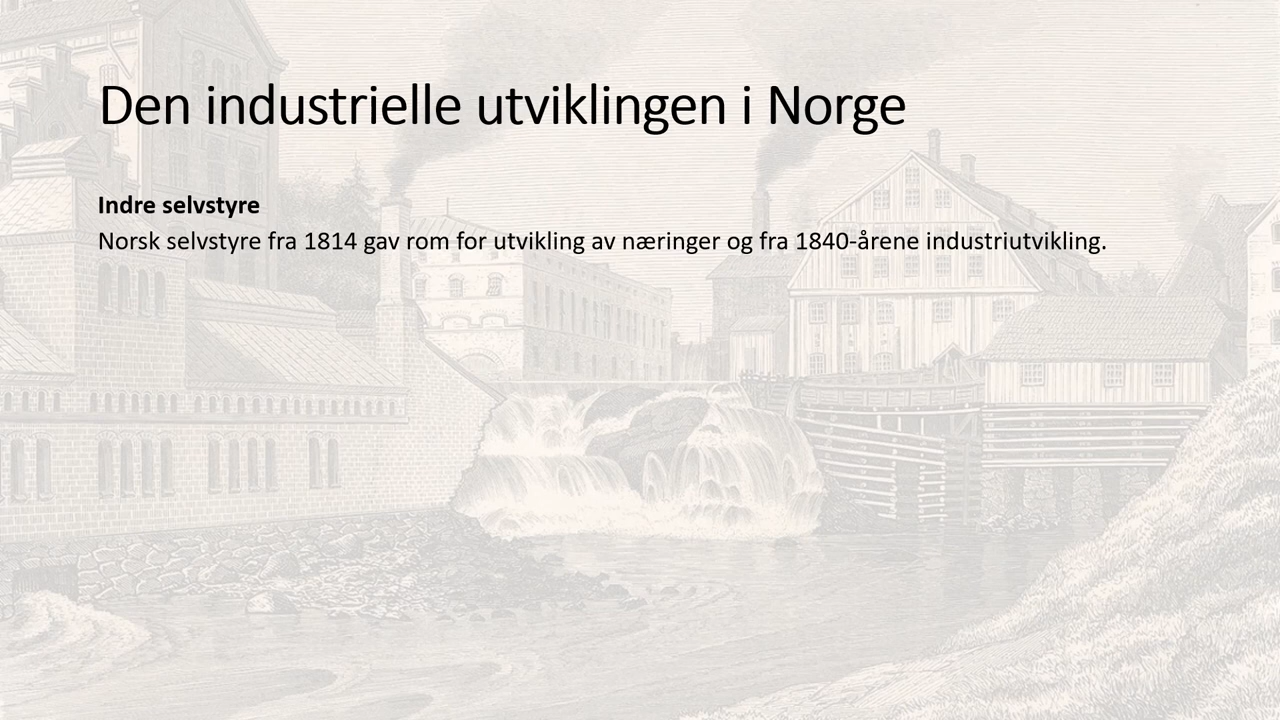 Den industrielle utviklingen i Norge
Indre selvstyre
Norsk selvstyre fra 1814 gav rom for utvikling av næringer og fra 1840-årene industriutvikling.